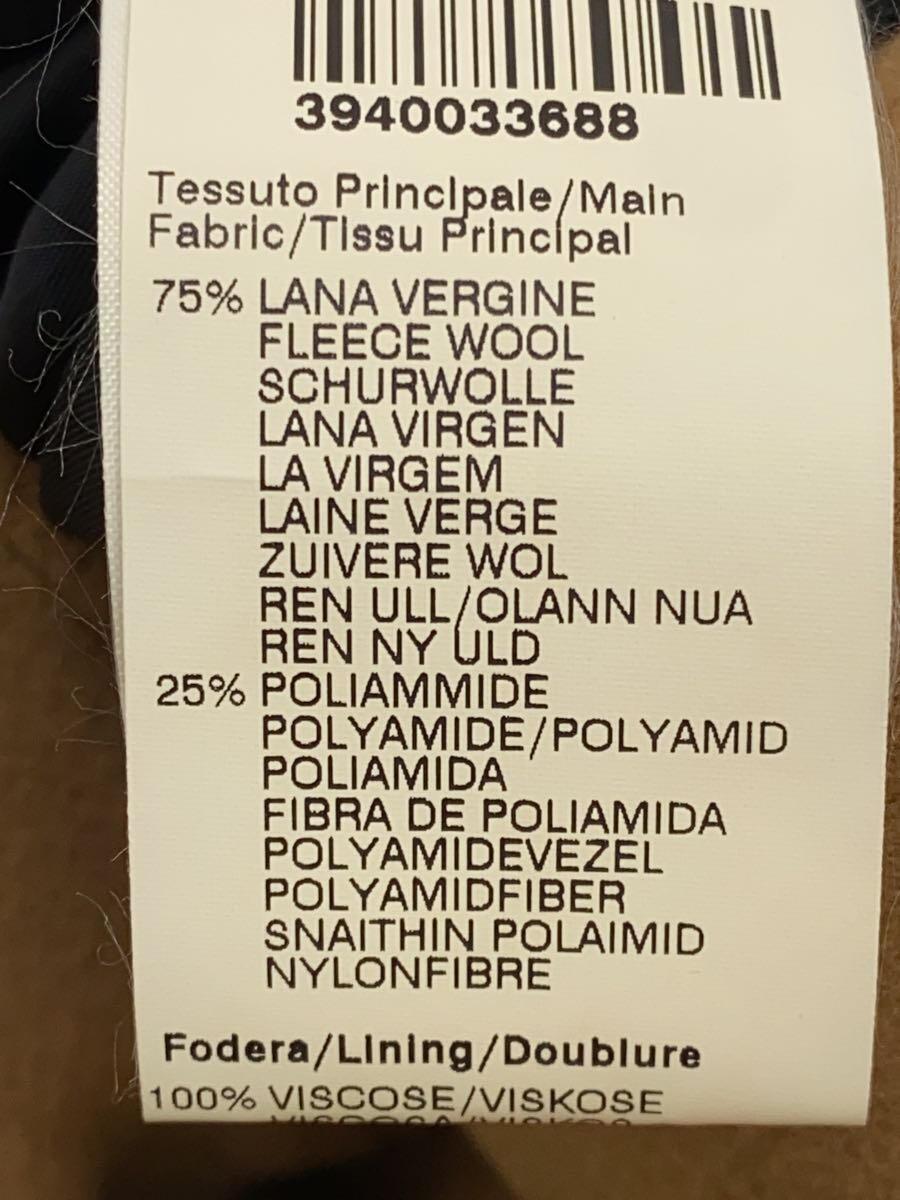 3940033688
Tessuto Principale/Main
Fabric/Tissu Principal
75% LANA VERGINE
FLEECE WOOL
SCHURWOLLE
LANA VIRGEN
LA VIRGEM
LAINE VERGE
ZUIVERE WOL
REN ULL/OLANN NUA
REN NY ULD
25% POLIAMMIDE
POLYAMIDE/POLYAMID
POLIAMIDA
FIBRA DE POLIAMIDA
POLYAMIDEVEZEL
POLYAMIDFIBER
SNAITHIN POLAIMID
NYLONFIBRE
Fodera/Lining/Doublure
100% VISCOSE/VISKOSE